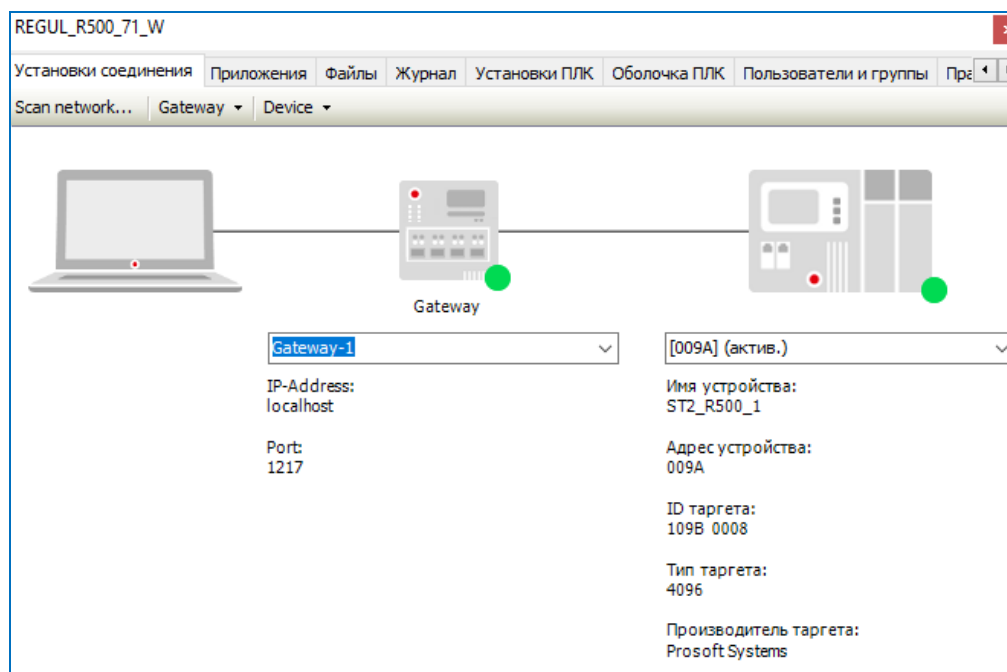 REGUL_R500_71_W
Установки соединения Приложения Файлы Журнал Установки ПЛК Оболочка ПЛК Пользователи и группы Пра
Scan network... Gateway Device
Gateway
Gateway-1 [009A] (актив.)
IP-Address:
localhost
Port:
1217
Имя устройства:
ST2_R500_1
Адрес устройства:
009A
ID таргета:
109B 0008
Тип таргета:
4096
Производитель таргета:
Prosoft Systems